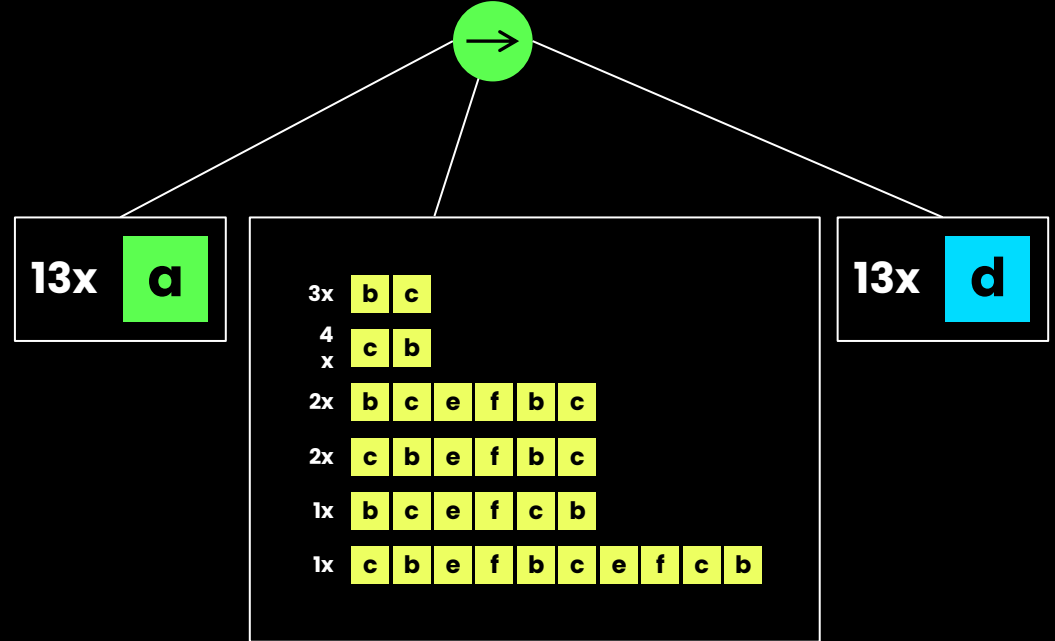 13x a
3x b c
4
x c b
2x b c e f b c
2x c b e f b c
1x b c e f c b
1x c b e f b c e f c b
13x d